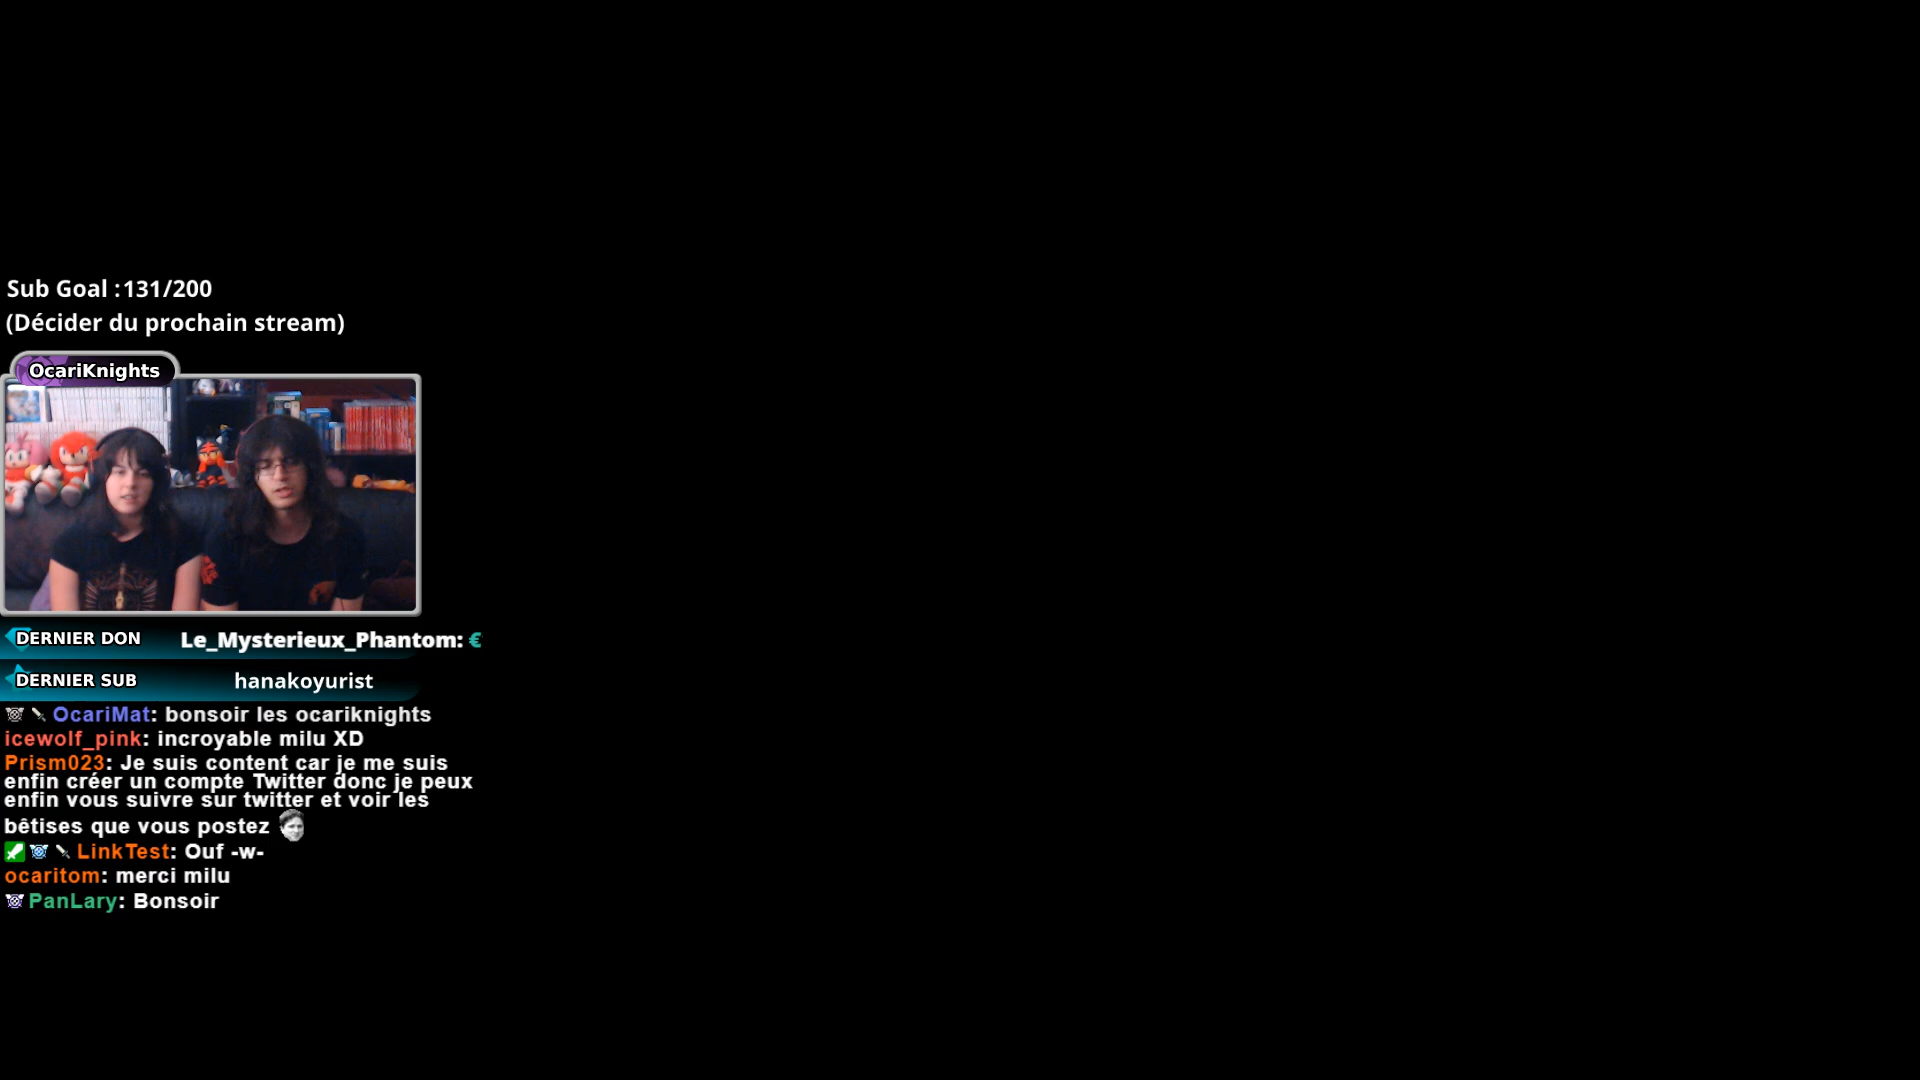 Sub Goal :131/200
(Décider du prochain stream)
OcariKnights
DERNIER DON Le_Mysterieux_Phantom: €
DERNIER SUB hanakoyurist
OcariMat: bonsoir les ocariknights
icewolf_pink: incroyable milu XD
Prism023: Je suis content car je me suis
enfin créer un compte Twitter donc je peux
enfin vous suivre sur twitter et voir les
bêtises que vous postez
LinkTest: Ouf -w-
ocaritom: merci milu
PanLary: Bonsoir